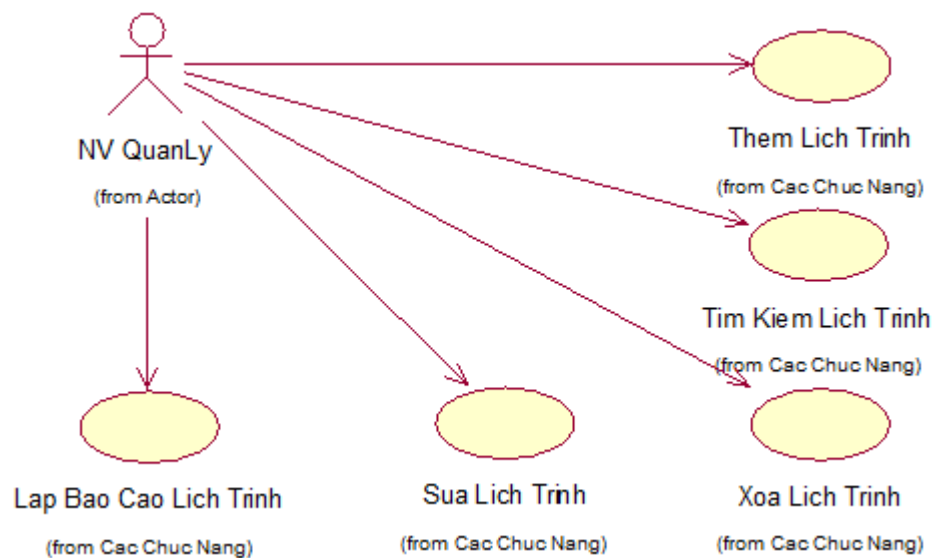 NV QuanLy
(from Actor)
Them Lich Trinh
(from Cac Chuc Nang)
Tim Kiem Lich Trinh
(from Cac Chuc Nang)
Lap Bao Cao Lich Trinh
(from Cac Chuc Nang)
Sua Lich Trinh
(from Cac Chuc Nang)
Xoa Lich Trinh
(from Cac Chuc Nang)